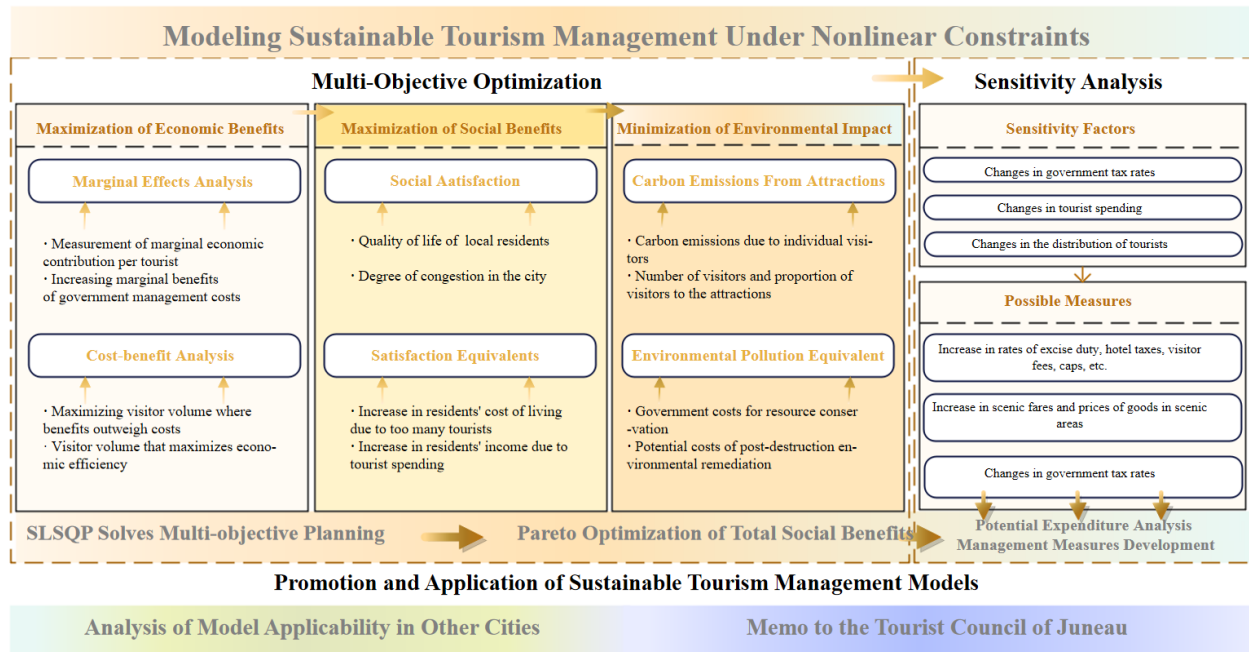 Modeling Sustainable Tourism Management Under Nonlinear Constraints
Multi-Objective Optimization
Maximization of Economic Benefits
Marginal Effects Analysis
· Measurement of marginal economic
contribution per tourist
· Increasing marginal benefits
of government management costs
Cost-benefit Analysis
· Maximizing visitor volume where
benefits outweigh costs
· Visitor volume that maximizes econo-
mic efficiency
Maximization of Social Benefits
Social Aatisfaction
· Quality of life of local residents
· Degree of congestion in the city
Satisfaction Equivalents
· Increase in residents' cost of living
due to too many tourists
· Increase in residents' income due to
tourist spending
Minimization of Environmental Impact
Carbon Emissions From Attractions
· Carbon emissions due to individual visi-
tors
· Number of visitors and proportion of
visitors to the attractions
Environmental Pollution Equivalent
· Government costs for resource conser
-vation
· Potential costs of post-destruction en-
vironmental remediation
SLSQP Solves Multi-objective Planning
Pareto Optimization of Total Social Benefits
Sensitivity Analysis
Sensitivity Factors
Changes in government tax rates
Changes in tourist spending
Changes in the distribution of tourists
Possible Measures
Increase in rates of excise duty, hotel taxes, visitor
fees, caps, etc.
Increase in scenic fares and prices of goods in scenic
areas
Changes in government tax rates
Potential Expenditure Analysis
Management Measures Development
Promotion and Application of Sustainable Tourism Management Models
Analysis of Model Applicability in Other Cities
Memo to the Tourist Council of Juneau